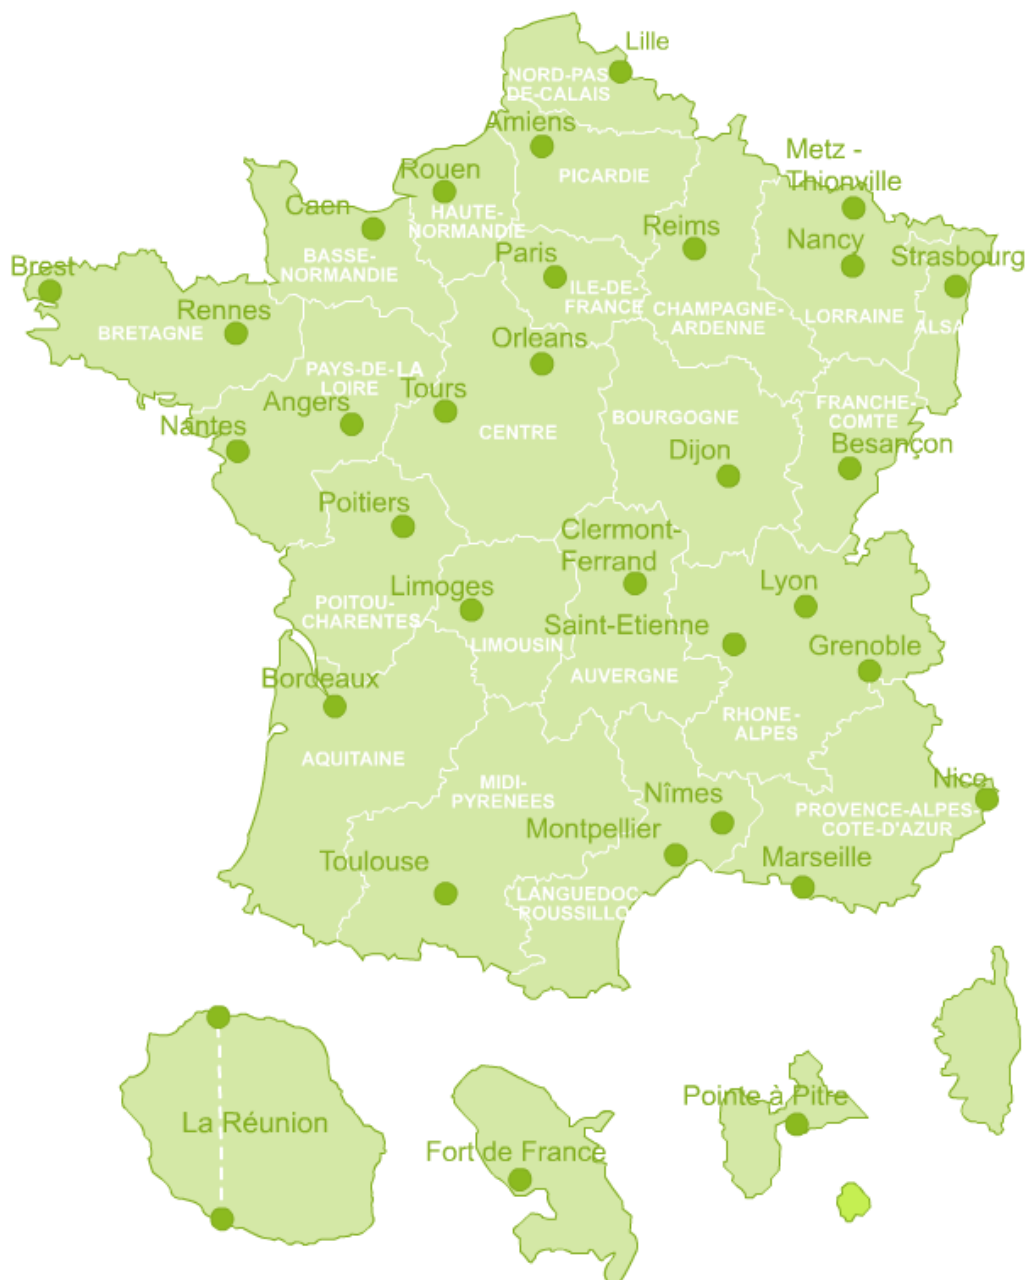 Lille
NORD-PAS
DE-CALAIS
Amiens
Metz -
Thionville
Rouen
PICARDIE
Caen
HAUTE-
NORMANDIE
Reims
Nancy
Strasbourg
Paris
BASSE-
NORMANDIE
Brest
ILE-DE-
FRANCE
CHAMPAGNE-
ARDENNE
LORRAINE
ALSA
Rennes
BRETAGNE
Orleans
PAYS-DE-LA
LOIRE
Tours
Angers
FRANCHE-
COMTE
BOURGOGNE
Nantes
CENTRE
Besançon
Dijon
Poitiers
Clermont-
Ferrand
Lyon
Limoges
POITOU-
CHARENTES
Saint-Etienne
LIMOUSIN
Grenoble
AUVERGNE
Bordeaux
RHONE-
ALPES
AQUITAINE
MIDI-
PYRENEES
Nice
Nîmes
PROVENCE-ALPES-
COTE-D'AZUR
Montpellier
Toulouse
Marseille
LANGUEDOC
ROUSSILLO
La Réunion
Pointe à Pitre
Fort de France